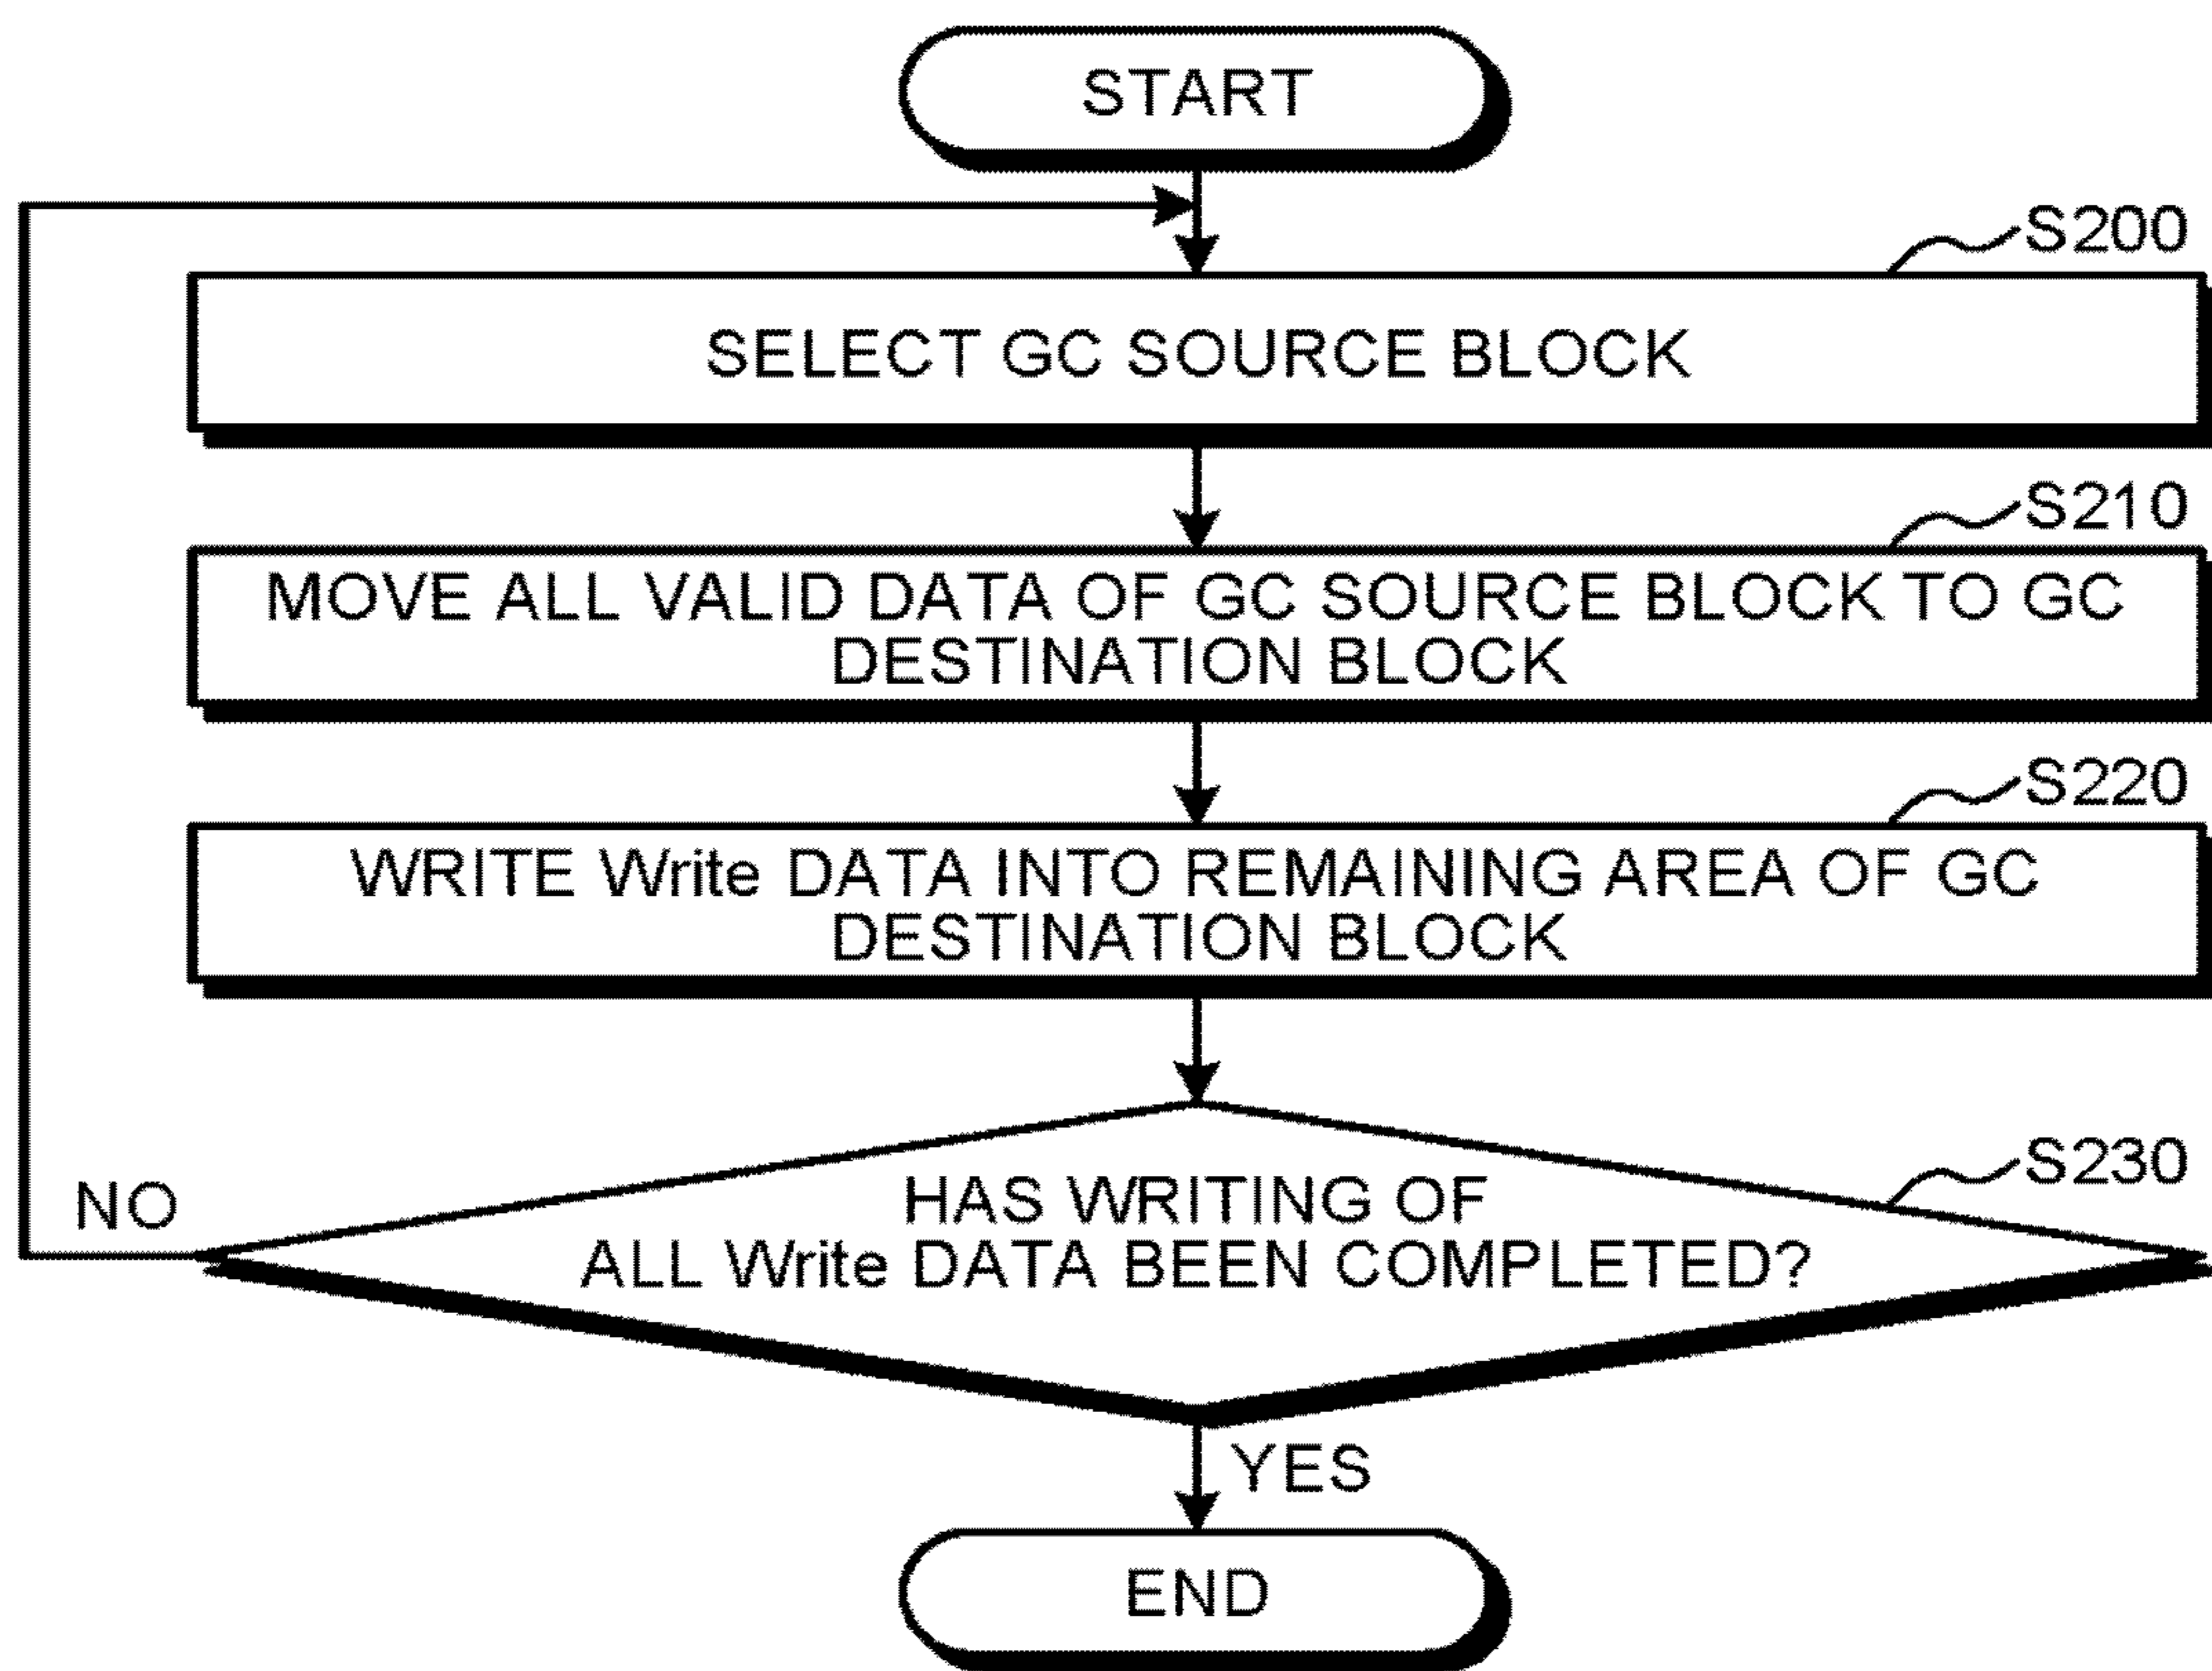 START
S200
SELECT GC SOURCE BLOCK
S210
MOVE ALL VALID DATA OF GC SOURCE BLOCK TO GC
DESTINATION BLOCK
S220
WRITE Write DATA INTO REMAINING AREA OF GC
DESTINATION BLOCK
S230
HAS WRITING OF
ALL Write DATA BEEN COMPLETED?
NO
YES
END